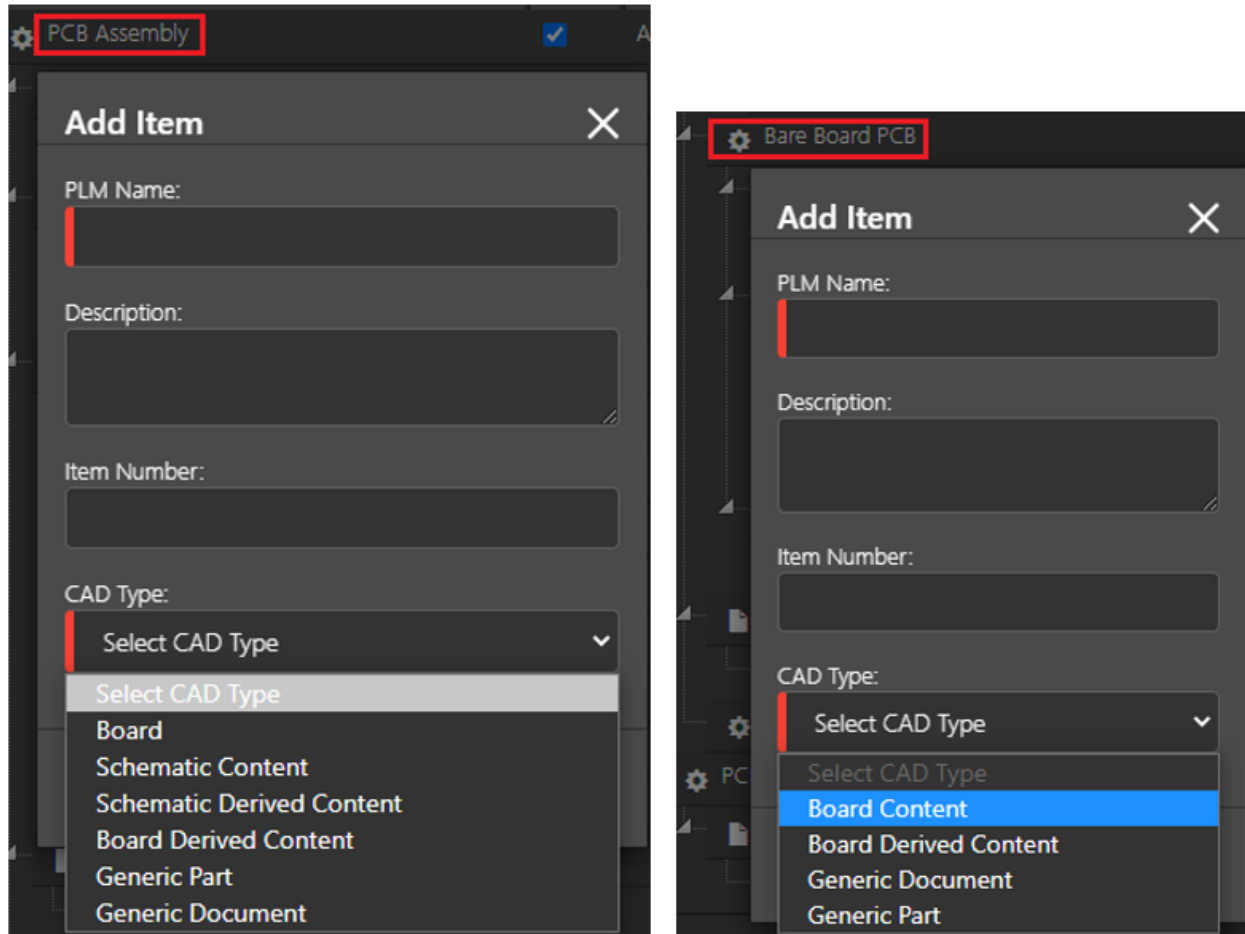 PCB Assembly
A
Add Item
PLM Name:
Description:
Item Number:
CAD Type:
Select CAD Type
Select CAD Type
Board
Schematic Content
Schematic Derived Content
Board Derived Content
Generic Part
Generic Document
Bare Board PCB
Add Item
PLM Name:
Description:
Item Number:
CAD Type:
Select CAD Type
PC
Select CAD Type
Board Content
Board Derived Content
Generic Document
Generic Part